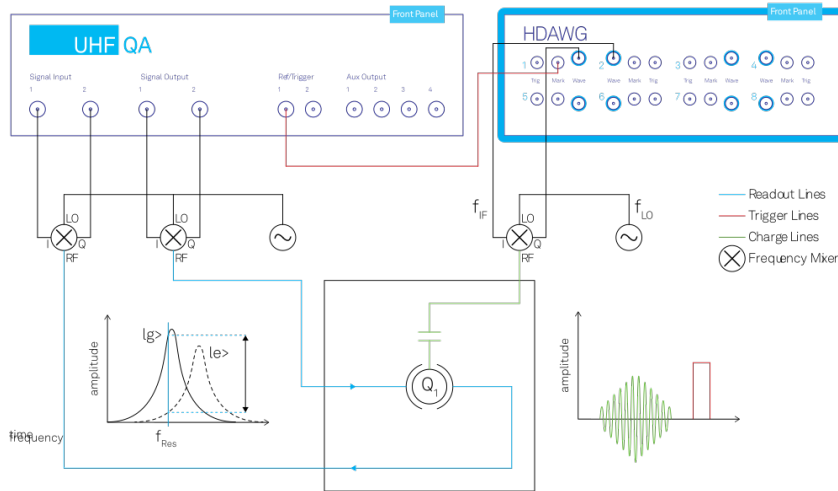 Front Panel
UHF QA
Signal Input
Signal Output
Ref/Trigger
Aux Output
1 2 1 2 1 2 1 2 3 4
Front Panel
HDAWG
1 2 3 4
Trig Mark Wave Wave Mark Trig Trig Mark Wave Wave Mark Trig
5 6 7 8
LO
I Q
RF
LO
I Q
RF
f IF
LO
I Q
RF
f LO
Readout Lines
Trigger Lines
Charge Lines
Frequency Mixer
amplitude
|g>
|e>
f Res
time
frequency
Q1
amplitude